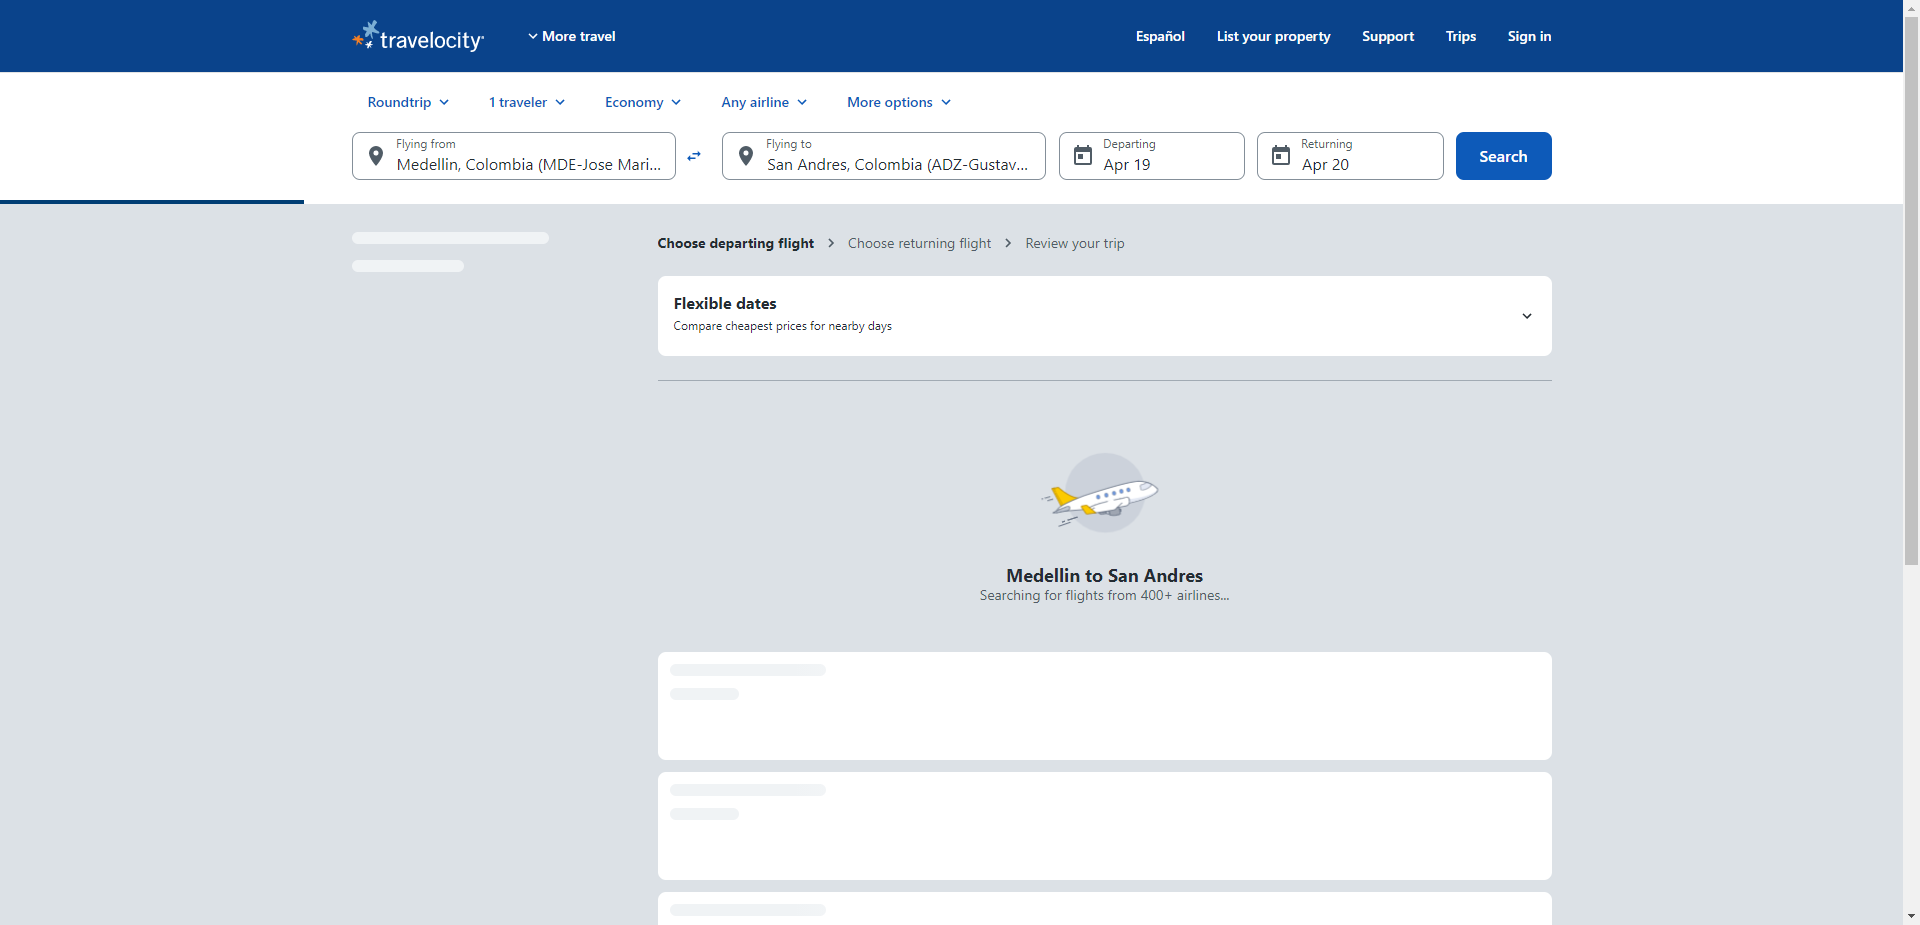 travelocity
More travel
Español
List your property
Support
Trips
Sign in
Roundtrip
1 traveler
Economy
Any airline
More options
Flying from
Medellin, Colombia (MDE-Jose Mari...
Flying to
San Andres, Colombia (ADZ-Gustav...
Departing
Apr 19
Returning
Apr 20
Search
Choose departing flight
Choose returning flight
Review your trip
Flexible dates
Compare cheapest prices for nearby days
Medellin to San Andres
Searching for flights from 400+ airlines...